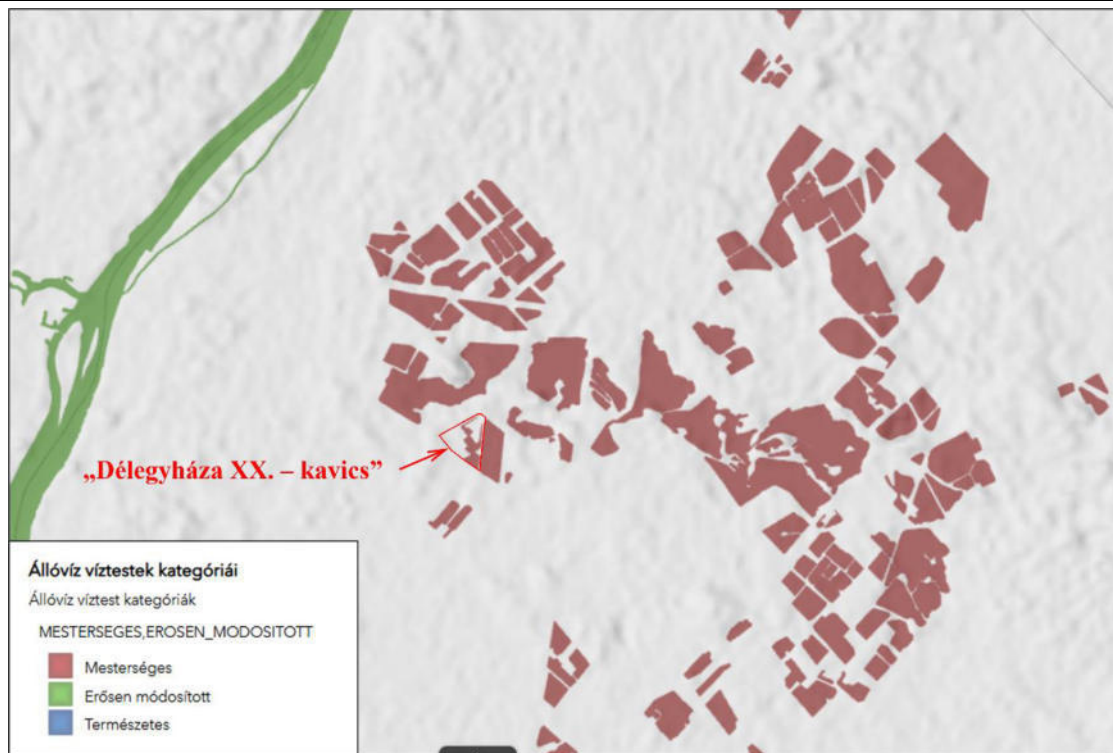 „Délegyháza XX. – kavics”
Állóvíz víztestek kategóriái
Állóvíz víztest kategóriák
MESTERSEGES,EROSEN_MODOSITOTT
Mesterséges
Erősen módosított
Természetes